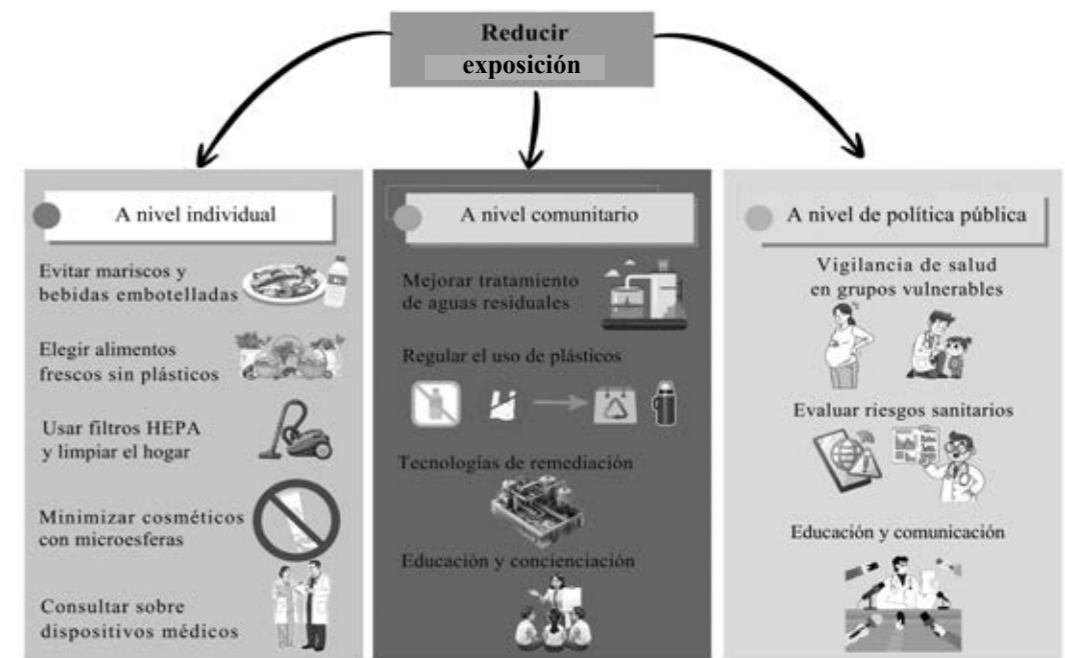 Reducir
exposición
A nivel individual
Evitar mariscos y
bebidas embotelladas
Elegir alimentos
frescos sin plásticos
Usar filtros HEPA
y limpiar el hogar
Minimizar cosméticos
con microesferas
Consultar sobre
dispositivos médicos
A nivel comunitario
Mejorar tratamiento
de aguas residuales
Regular el uso de plásticos
Tecnologías de remediación
Educación y concienciación
A nivel de política pública
Vigilancia de salud
en grupos vulnerables
Evaluar riesgos sanitarios
Educación y comunicación